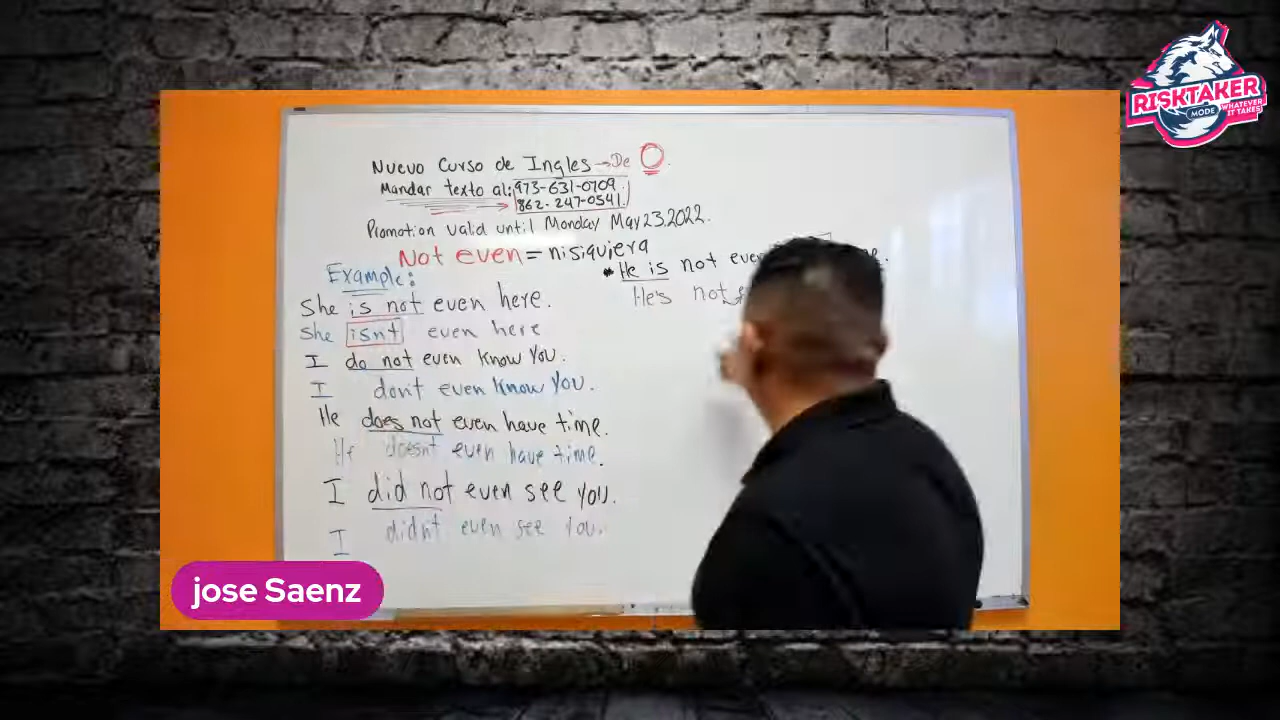 RISKTAKER
MODE
WHATEVER
IT TAKES
Nuevo Curso de Ingles → De 0.
Mandar texto al: 973-631-0709
→ 862-247-0541
Promotion valid until Monday May 23, 2022.
Not even = nisiquiera
Example:
She is not even here.
She isnt even here
I do not even know you.
I don't even know you.
He does not even have time.
He doesn't even have time.
I did not even see you.
I didn't even see you.
He is not even
He's not
jose Saenz